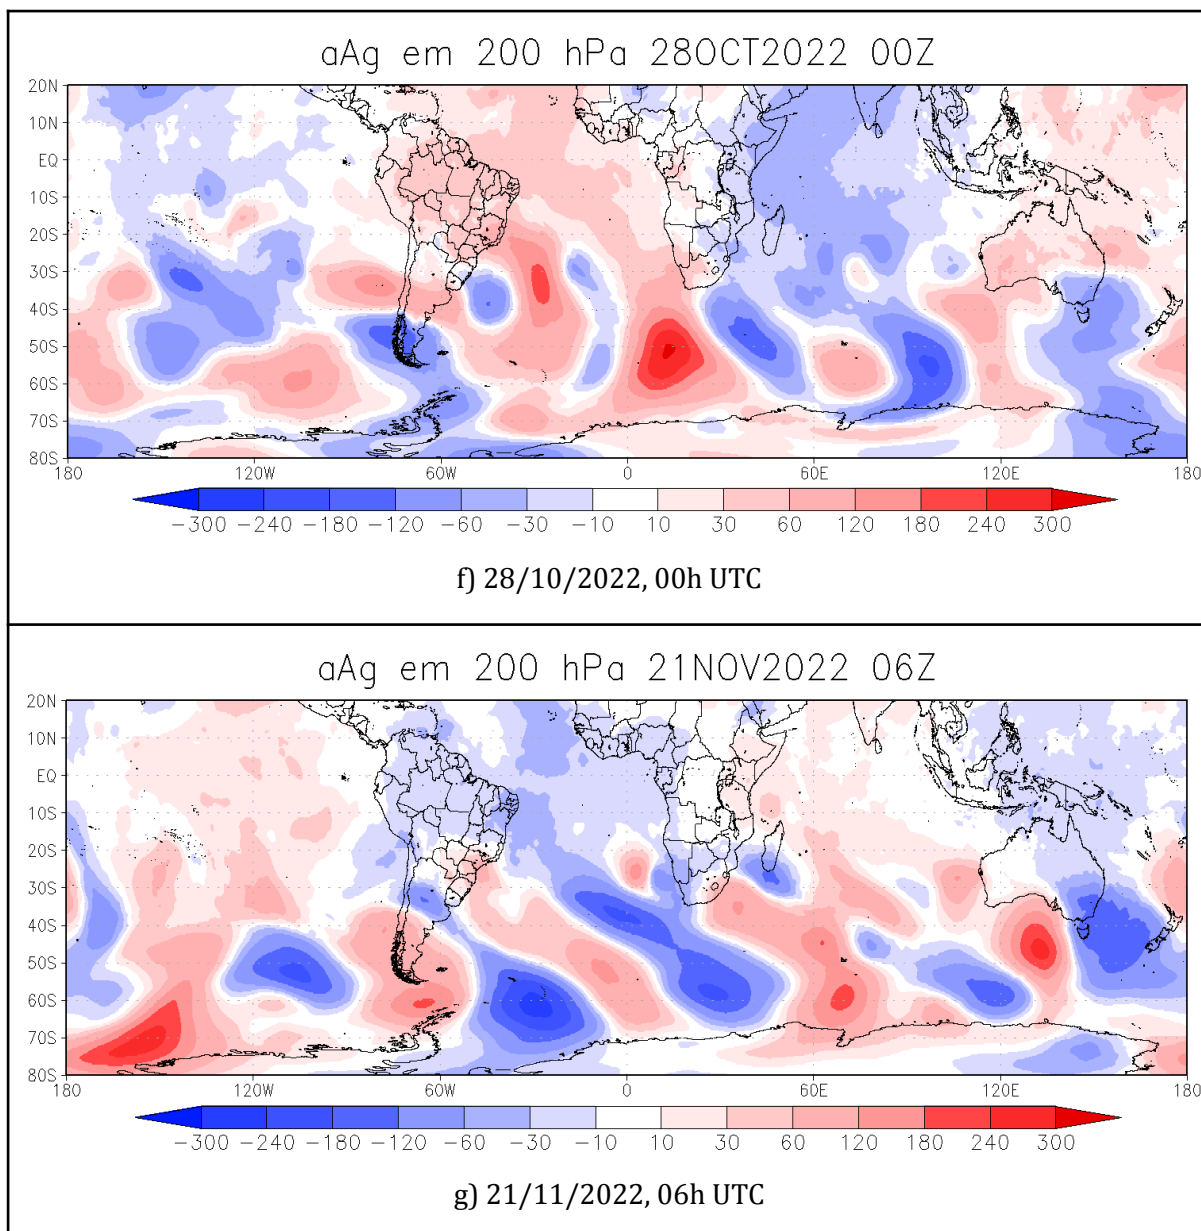 aAg em 200 hPa 28OCT2022 00Z
20N
10N
EQ
10S
20S
30S
40S
50S
60S
70S
80S
180 120W 60W 0 60E 120E 180
−300 −240 −180 −120 −60 −30 −10 10 30 60 120 180 240 300
f) 28/10/2022, 00h UTC
aAg em 200 hPa 21NOV2022 06Z
20N
10N
EQ
10S
20S
30S
40S
50S
60S
70S
80S
180 120W 60W 0 60E 120E 180
−300 −240 −180 −120 −60 −30 −10 10 30 60 120 180 240 300
g) 21/11/2022, 06h UTC